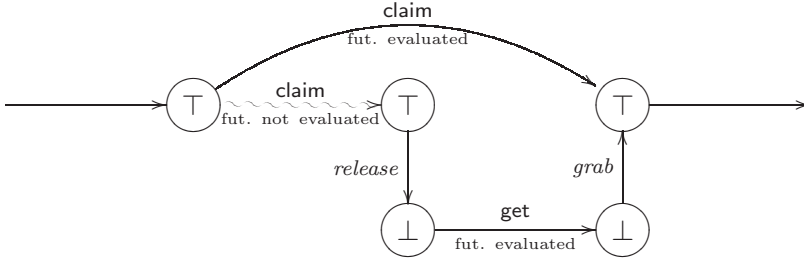 claim
fut. evaluated
⊤ claim ⊤ ⊤
fut. not evaluated
release grab
⊥ get ⊥
fut. evaluated